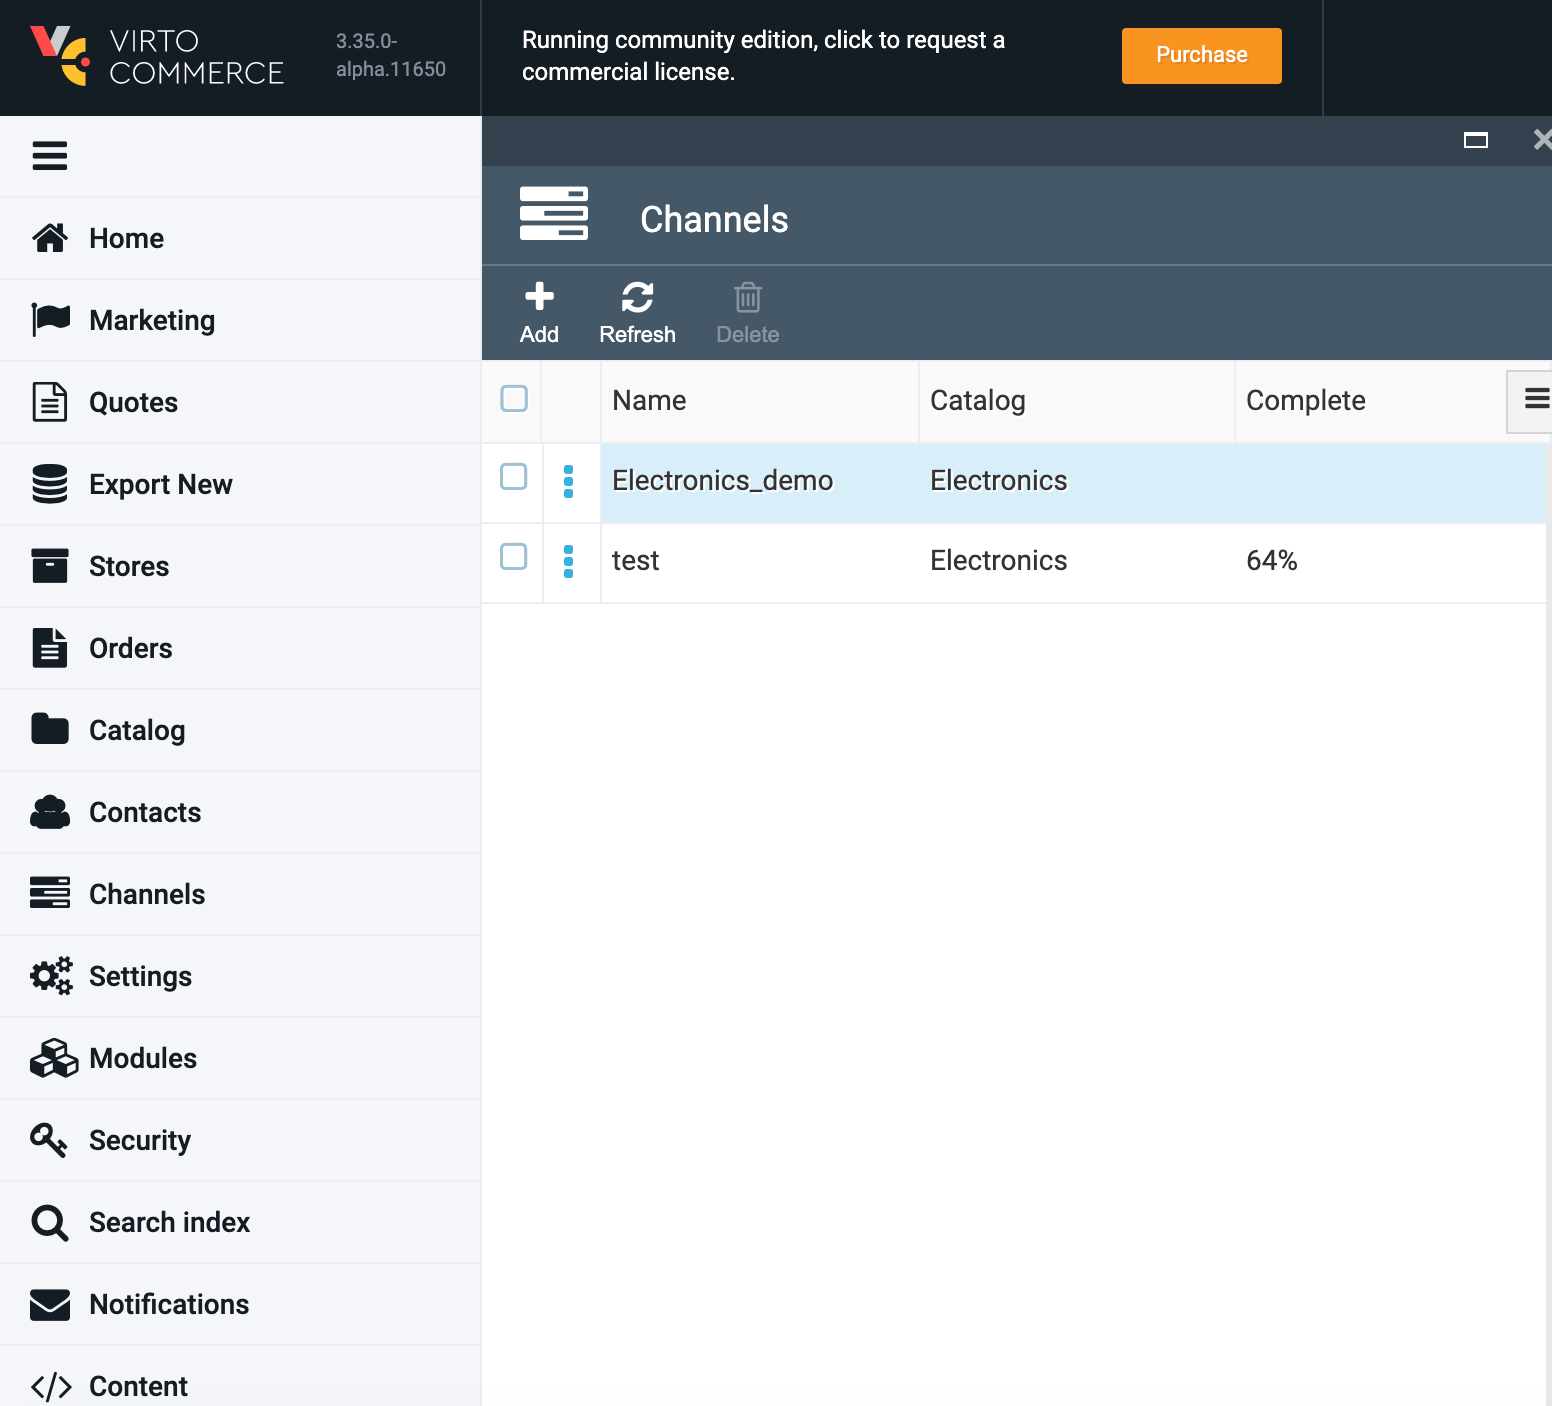 VIRTO
COMMERCE
3.35.0-
alpha.11650
Running community edition, click to request a
commercial license.
Purchase
Home
Marketing
Quotes
Export New
Stores
Orders
Catalog
Contacts
Channels
Settings
Modules
Security
Search index
Notifications
Content
Channels
Add Refresh Delete
Name Catalog Complete
Electronics_demo Electronics
test Electronics 64%